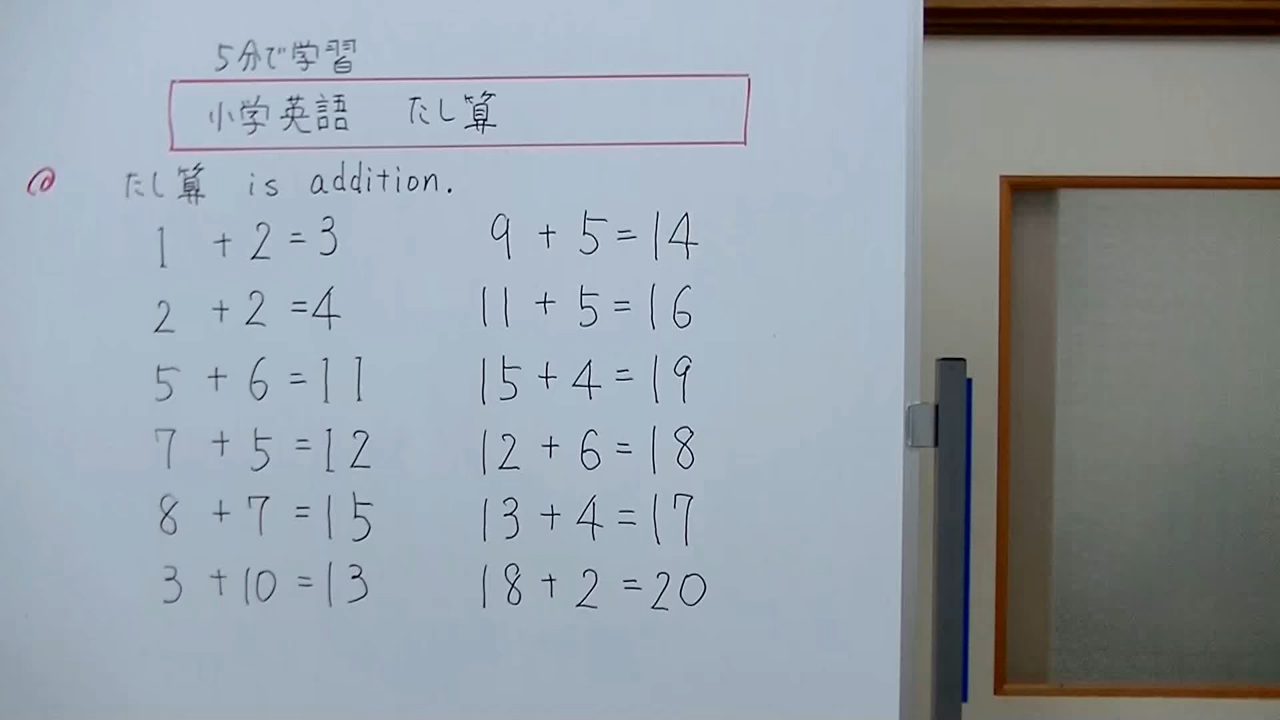 5分で学習
小学英語 たし算
たし算 is addition.
1 + 2 = 3
2 + 2 = 4
5 + 6 = 11
7 + 5 = 12
8 + 7 = 15
3 + 10 = 13
9 + 5 = 14
11 + 5 = 16
15 + 4 = 19
12 + 6 = 18
13 + 4 = 17
18 + 2 = 20